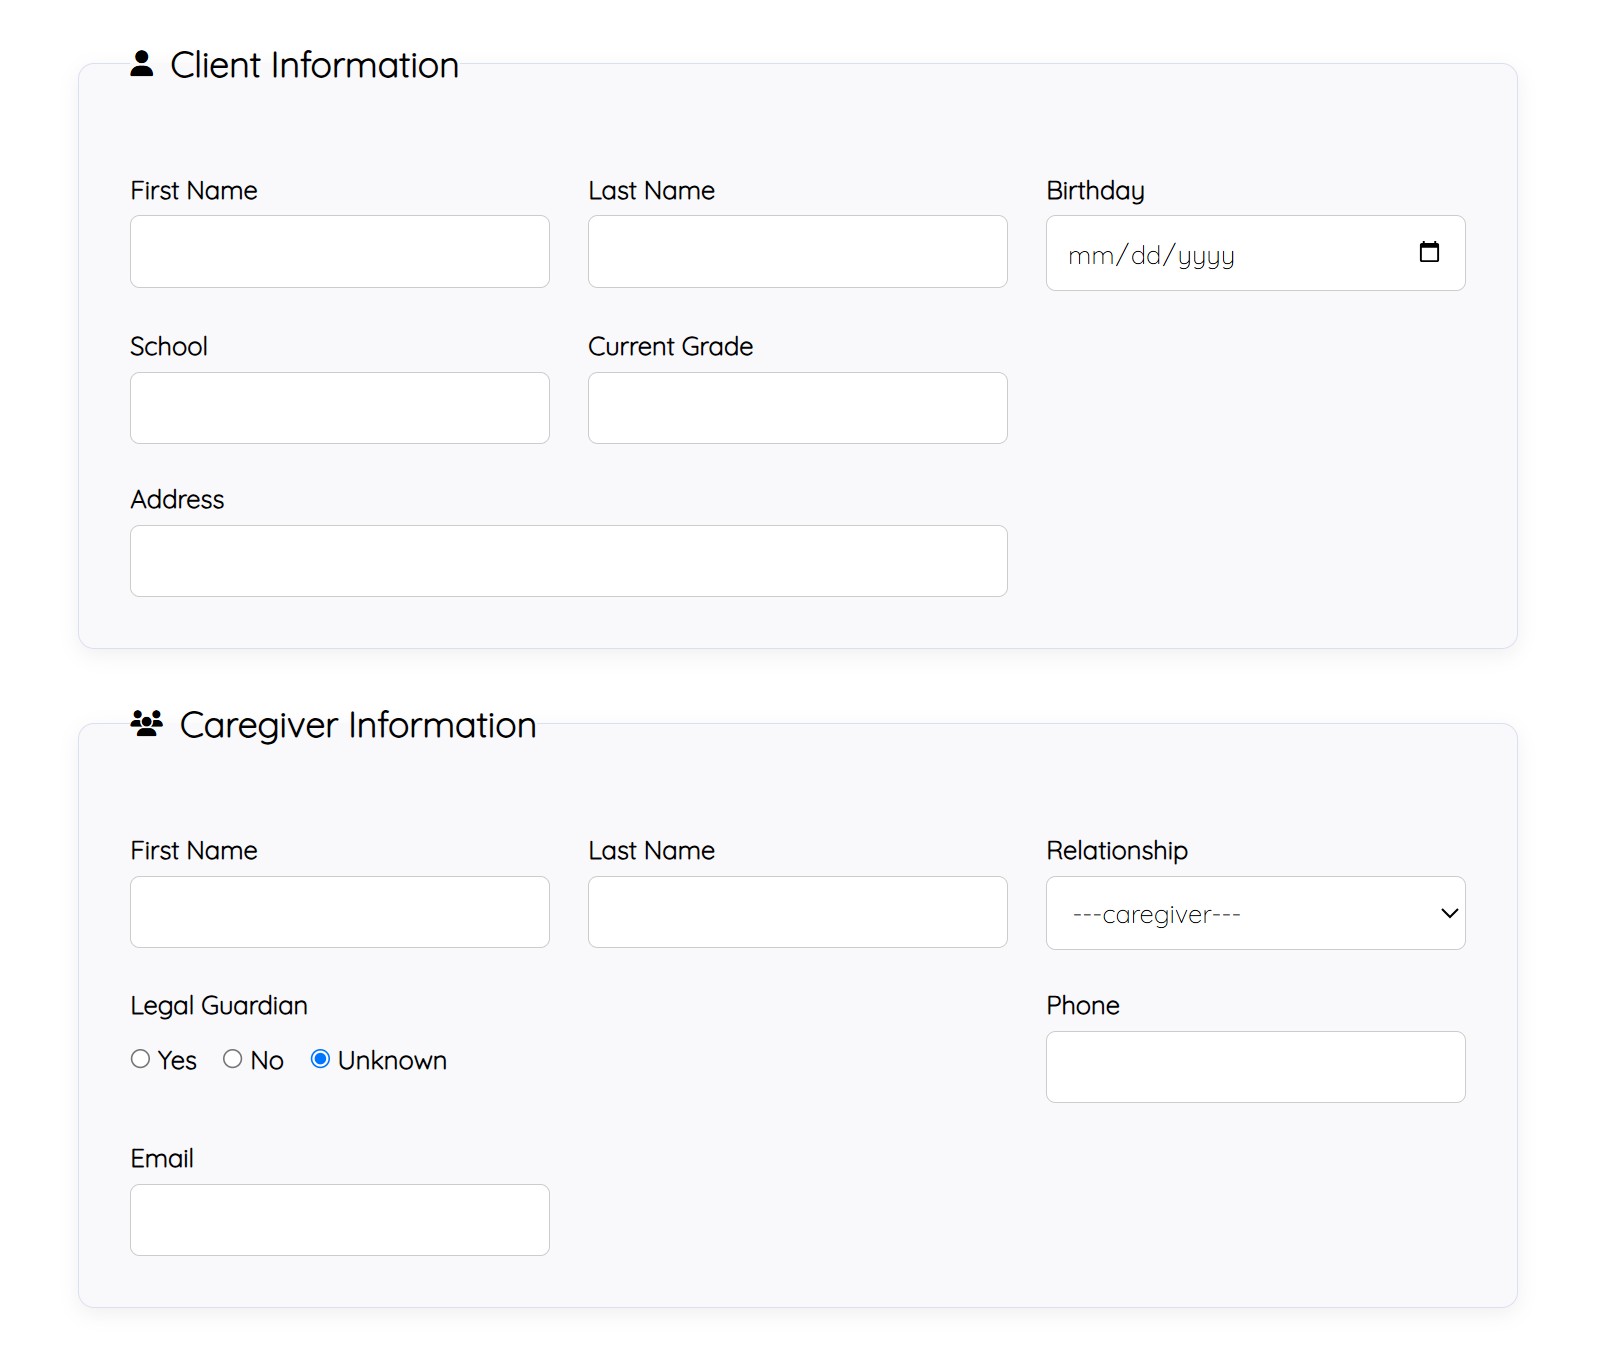 Client Information
First Name Last Name Birthday
mm/dd/yyyy
School Current Grade
Address
Caregiver Information
First Name Last Name Relationship
---caregiver---
Legal Guardian Phone
Yes No Unknown
Email